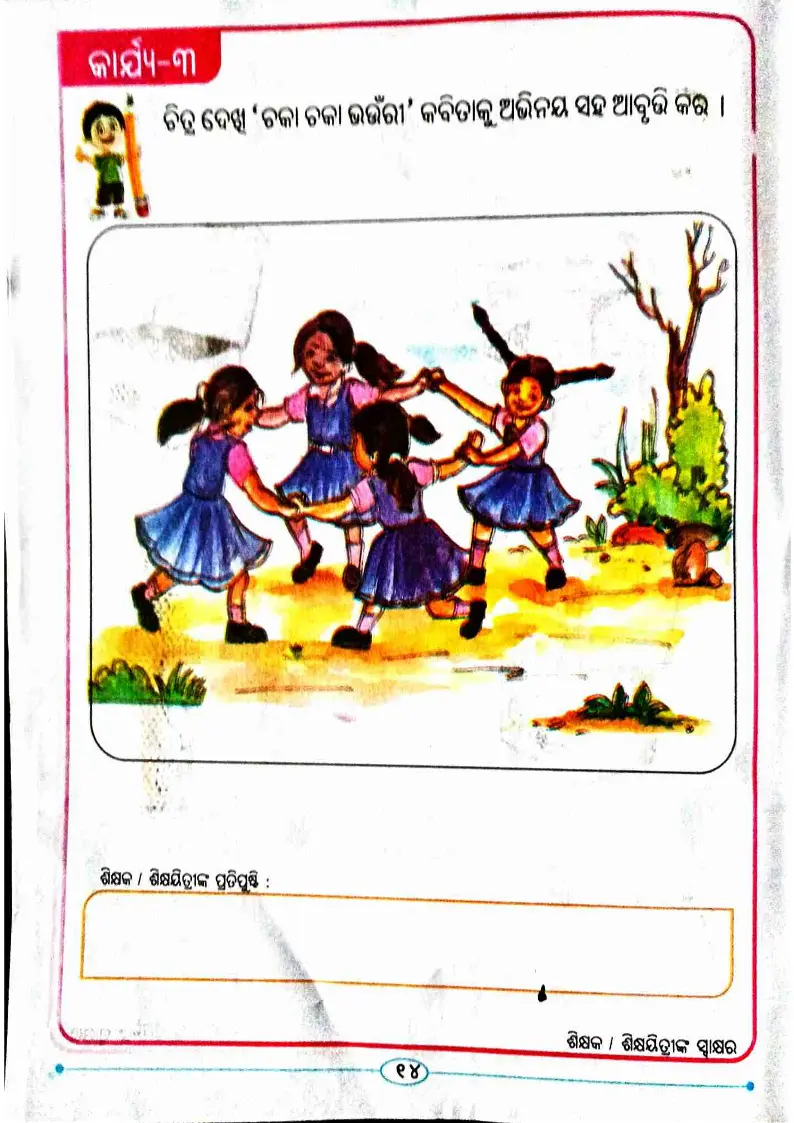 କାର୍ଯ୍ୟ-୩
ଚିତ୍ର ଦେଖି ‘ଚକା ଚକା ଭଉଁରୀ’ କବିତାକୁ ଅଭିନୟ ସହ ଆବୃତ୍ତି କର ।
ଶିକ୍ଷକ / ଶିକ୍ଷୟିତ୍ରୀଙ୍କ ପ୍ରତିପୁଷ୍ଟି :
ଶିକ୍ଷକ / ଶିକ୍ଷୟିତ୍ରୀଙ୍କ ସ୍ୱାକ୍ଷର
୧୪